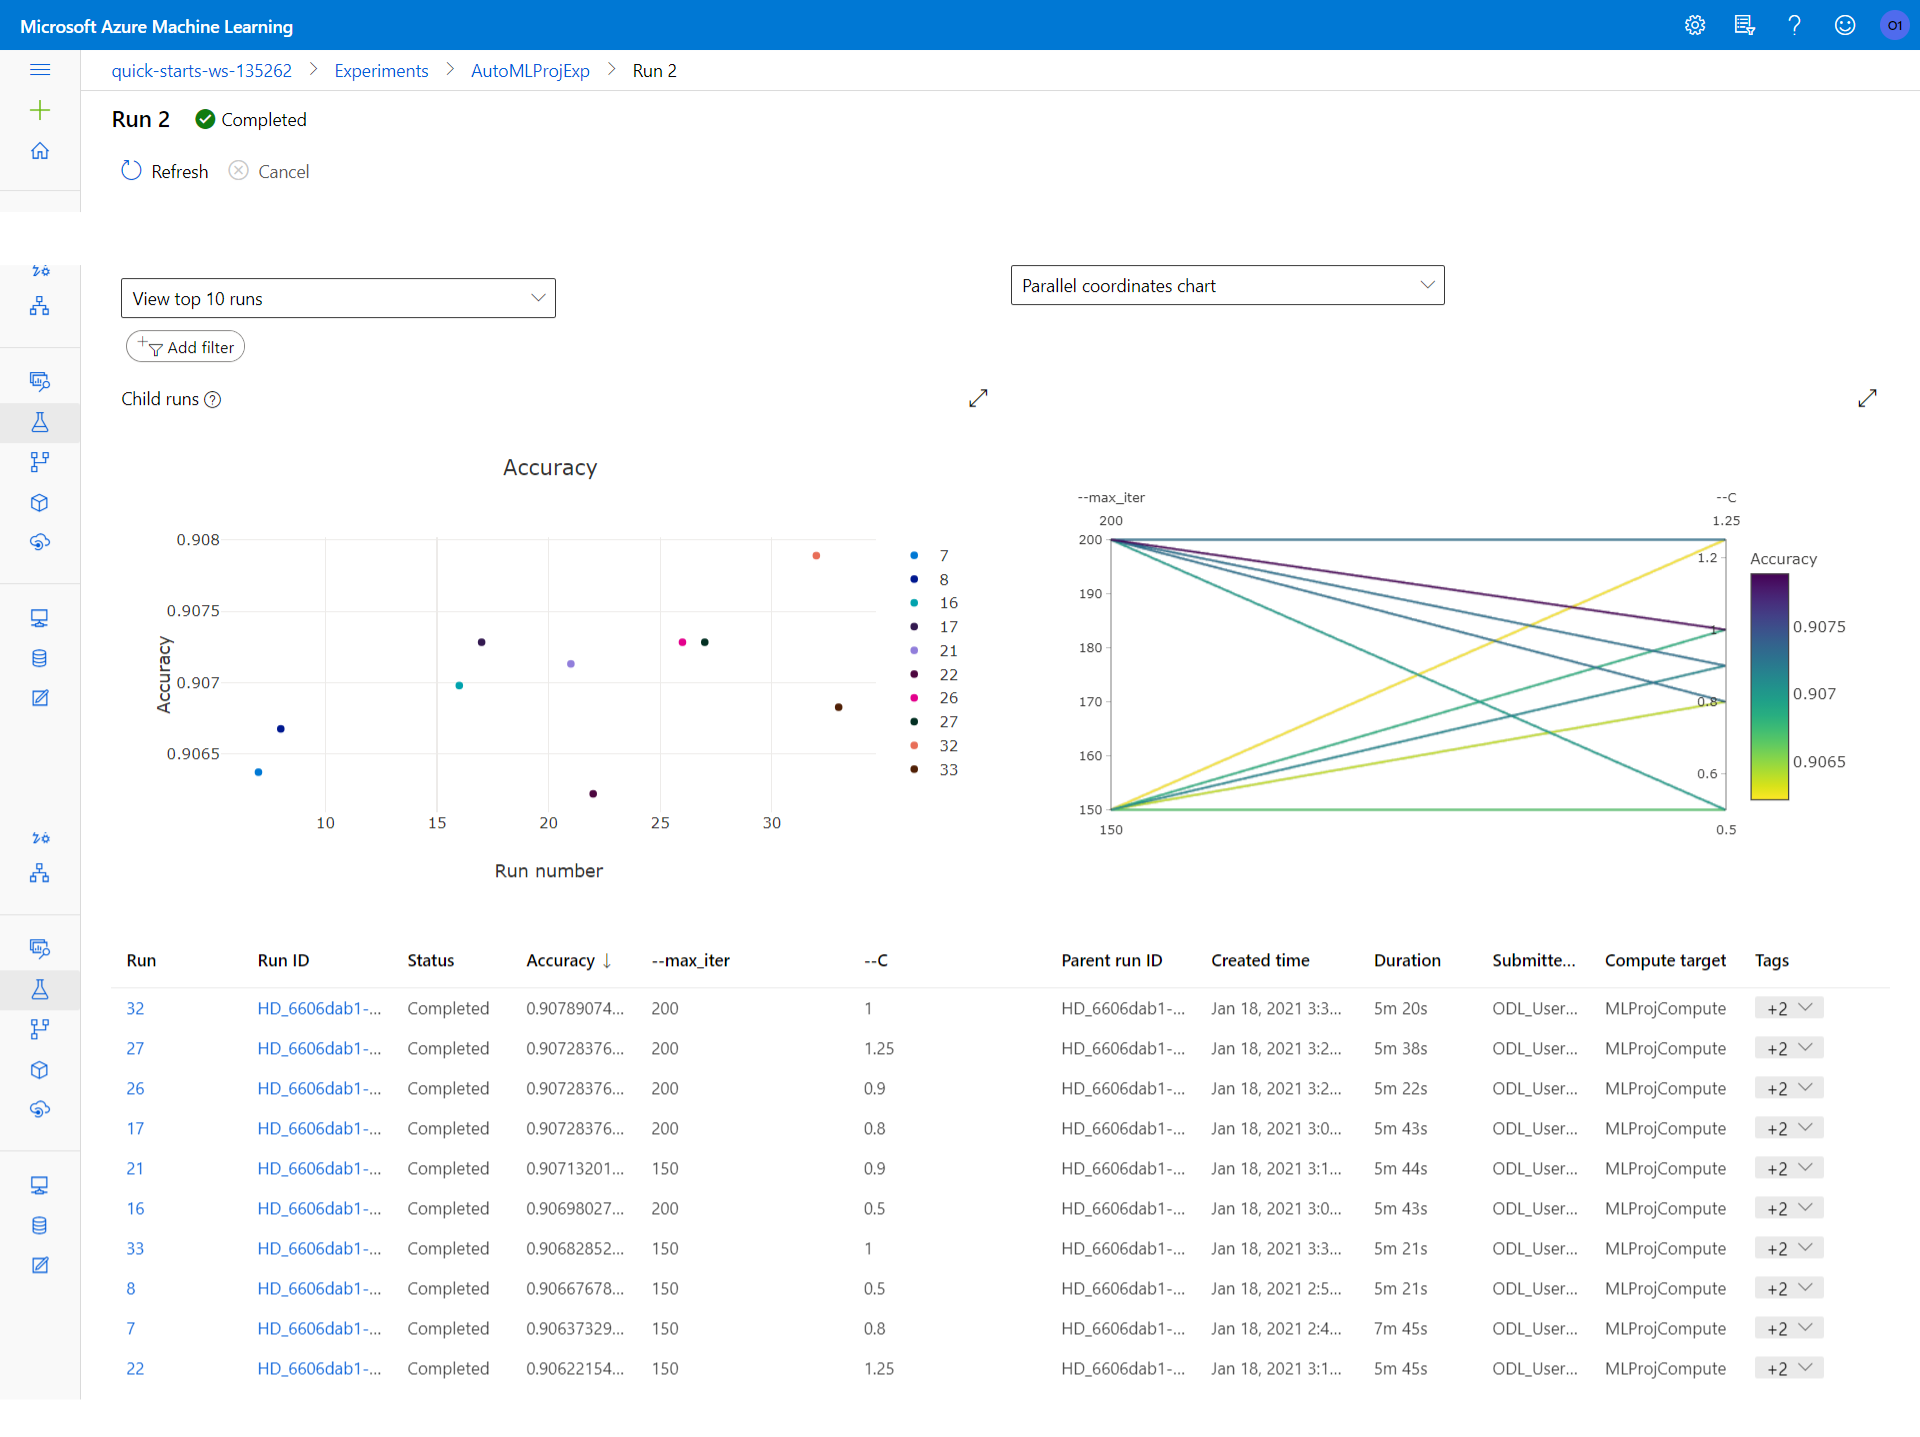 Microsoft Azure Machine Learning
O1
quick-starts-ws-135262 > Experiments > AutoMLProjExp > Run 2
Run 2 Completed
Refresh Cancel
View top 10 runs
Parallel coordinates chart
Add filter
Child runs
Accuracy
Accuracy
0.908
0.9075
0.907
0.9065
10 15 20 25 30
Run number
7
8
16
17
21
22
26
27
32
33
--max_iter
200
200
190
180
170
160
150
150
--C
1.25
1.2
1
0.8
0.6
0.5
Accuracy
0.9075
0.907
0.9065
Run Run ID Status Accuracy ↓ --max_iter --C Parent run ID Created time Duration Submitte... Compute target Tags
32 HD_6606dab1-... Completed 0.90789074... 200 1 HD_6606dab1-... Jan 18, 2021 3:3... 5m 20s ODL_User... MLProjCompute +2
27 HD_6606dab1-... Completed 0.90728376... 200 1.25 HD_6606dab1-... Jan 18, 2021 3:2... 5m 38s ODL_User... MLProjCompute +2
26 HD_6606dab1-... Completed 0.90728376... 200 0.9 HD_6606dab1-... Jan 18, 2021 3:2... 5m 22s ODL_User... MLProjCompute +2
17 HD_6606dab1-... Completed 0.90728376... 200 0.8 HD_6606dab1-... Jan 18, 2021 3:0... 5m 43s ODL_User... MLProjCompute +2
21 HD_6606dab1-... Completed 0.90713201... 150 0.9 HD_6606dab1-... Jan 18, 2021 3:1... 5m 44s ODL_User... MLProjCompute +2
16 HD_6606dab1-... Completed 0.90698027... 200 0.5 HD_6606dab1-... Jan 18, 2021 3:0... 5m 43s ODL_User... MLProjCompute +2
33 HD_6606dab1-... Completed 0.90682852... 150 1 HD_6606dab1-... Jan 18, 2021 3:3... 5m 21s ODL_User... MLProjCompute +2
8 HD_6606dab1-... Completed 0.90667678... 150 0.5 HD_6606dab1-... Jan 18, 2021 2:5... 5m 21s ODL_User... MLProjCompute +2
7 HD_6606dab1-... Completed 0.90637329... 150 0.8 HD_6606dab1-... Jan 18, 2021 2:4... 7m 45s ODL_User... MLProjCompute +2
22 HD_6606dab1-... Completed 0.90622154... 150 1.25 HD_6606dab1-... Jan 18, 2021 3:1... 5m 45s ODL_User... MLProjCompute +2